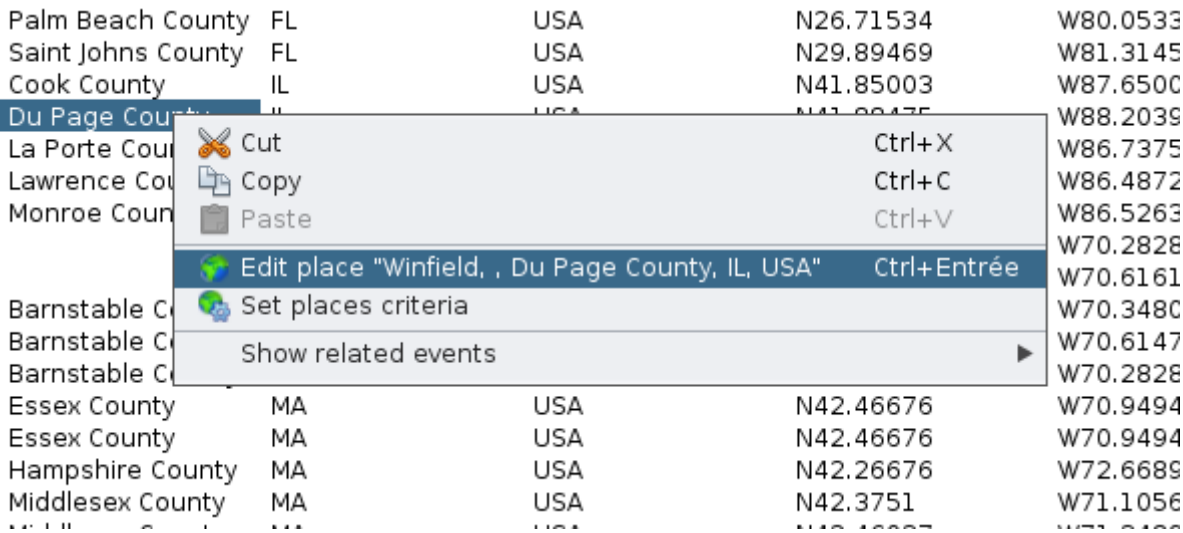 Palm Beach County FL USA N26.71534 W80.0533
Saint Johns County FL USA N29.89469 W81.3145
Cook County IL USA N41.85003 W87.6500
Du Page County IL USA W88.2039
La Porte Cou W86.7375
Cut Ctrl+X
Lawrence Co W86.4872
Copy Ctrl+C
Monroe Coun W86.5263
Paste Ctrl+V
W70.2828
Edit place "Winfield, , Du Page County, IL, USA" Ctrl+Entrée
W70.6161
Barnstable C W70.3480
Set places criteria
Barnstable C W70.6147
Show related events
Barnstable C W70.2828
Essex County MA USA N42.46676 W70.9494
Essex County MA USA N42.46676 W70.9494
Hampshire County MA USA N42.26676 W72.6689
Middlesex County MA USA N42.3751 W71.1056